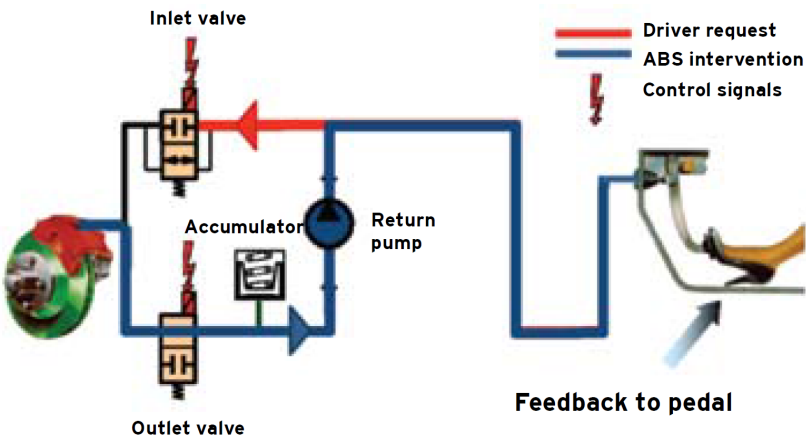 Inlet valve
Driver request
ABS intervention
Control signals
Accumulator
Return
pump
Feedback to pedal
Outlet valve